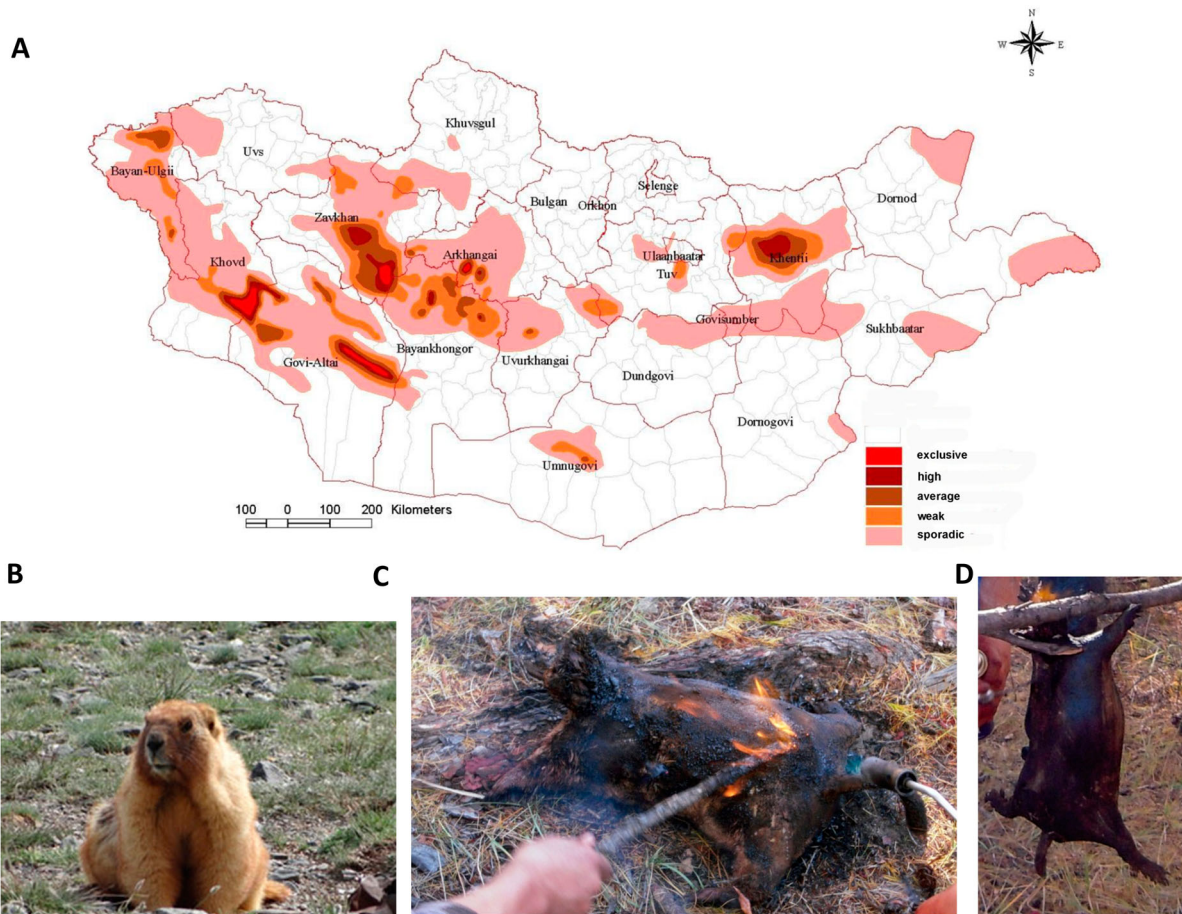 A
N
W E
S
Khuvsgul
Uvs
Bayan-Ulgii
Selenge
Dornod
Bulgan
Orkhon
Zavkhan
Arkhangai
Ulaanbaatar
Khentii
Khovd
Tuv
Govisumber
Sukhbaatar
Bayankhongor
Uvurkhangai
Govi-Altai
Dundgovi
Dornogovi
Umnugovi
exclusive
high
average
weak
sporadic
100 0 100 200 Kilometers
B
C
D